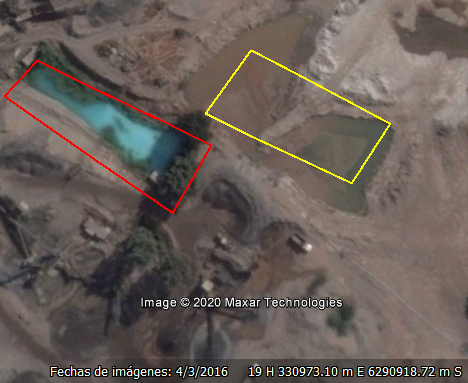 Image © 2020 Maxar Technologies
Fechas de imágenes: 4/3/2016 19 H 330973.10 m E 6290918.72 m S